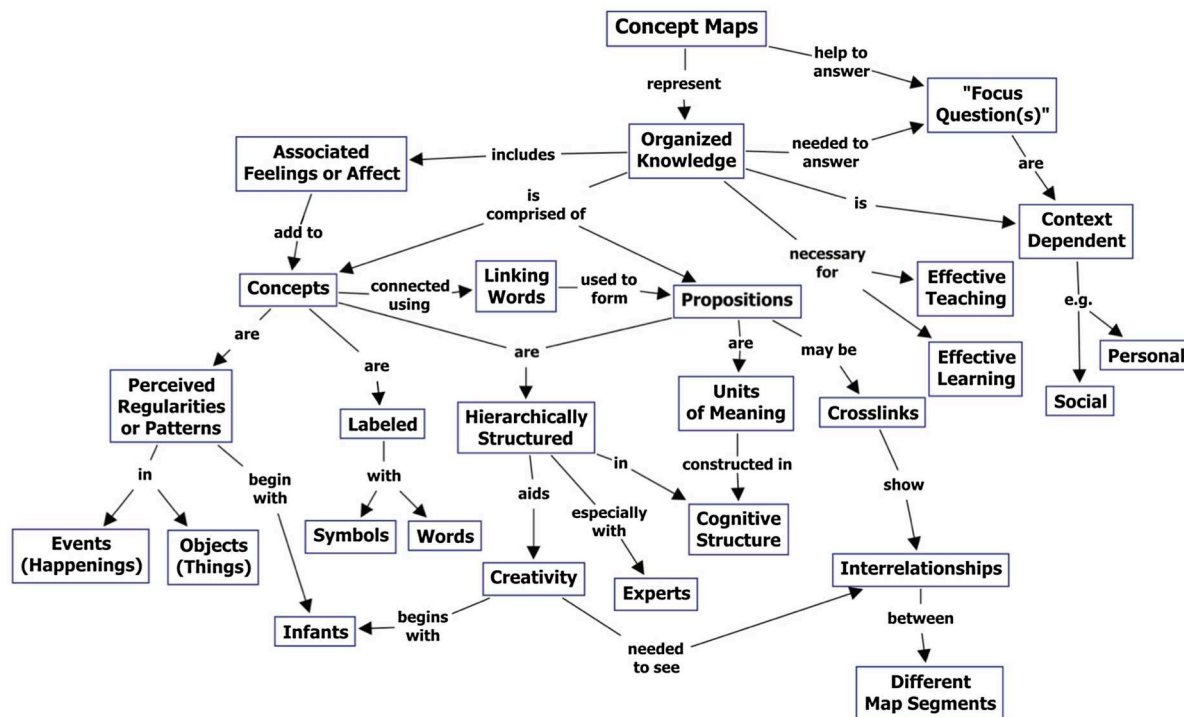 Concept Maps
help to
answer
represent
"Focus
Question(s)"
Organized
Knowledge
needed to
answer
Associated
Feelings or Affect
includes
are
is
comprised of
is
Context
Dependent
add to
necessary
for
Linking
Words
Effective
Teaching
Concepts
connected
using
used to
form
Propositions
e.g.
are
are
are
may be
Personal
Effective
Learning
are
Perceived
Regularities
or Patterns
Units
of Meaning
Social
Labeled
Hierarchically
Structured
Crosslinks
in
begin
with
with
in
constructed in
aids
show
especially
with
Events
(Happenings)
Objects
(Things)
Symbols
Words
Cognitive
Structure
Creativity
Experts
Interrelationships
begins
with
Infants
between
needed
to see
Different
Map Segments